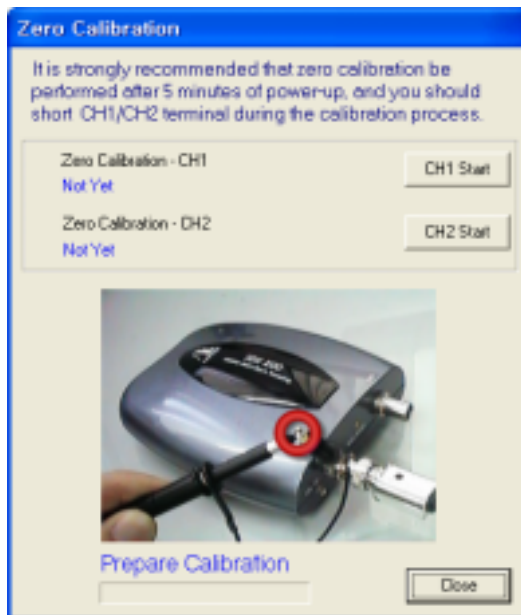 Zero Calibration
It is strongly recommended that zero calibration be
performed after 5 minutes of power-up, and you should
short CH1/CH2 terminal during the calibration process.
Zero Calibration - CH1
Not Yet
CH1 Start
Zero Calibration - CH2
Not Yet
CH2 Start
Prepare Calibration
Close